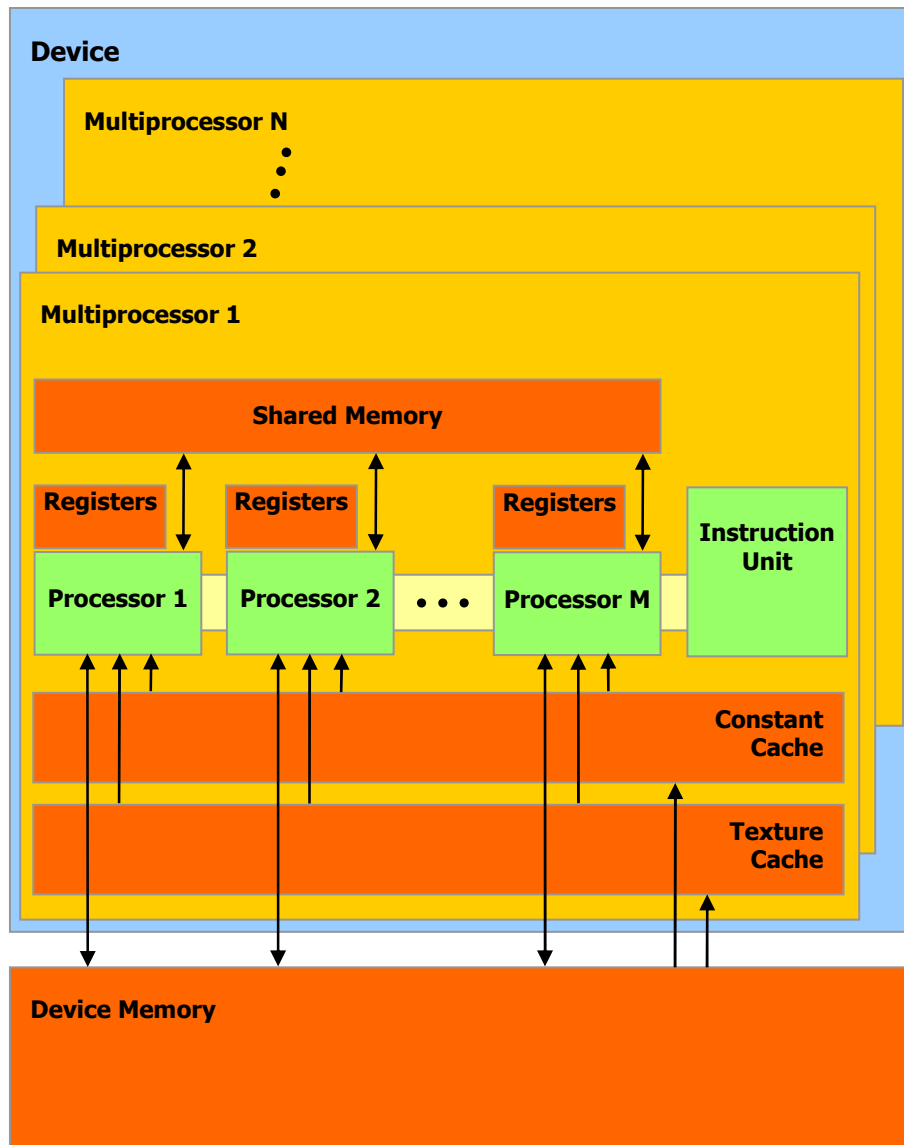 Device
Multiprocessor N
Multiprocessor 2
Multiprocessor 1
Shared Memory
Registers
Registers
Registers
Instruction
Unit
Processor 1
Processor 2
Processor M
Constant
Cache
Texture
Cache
Device Memory